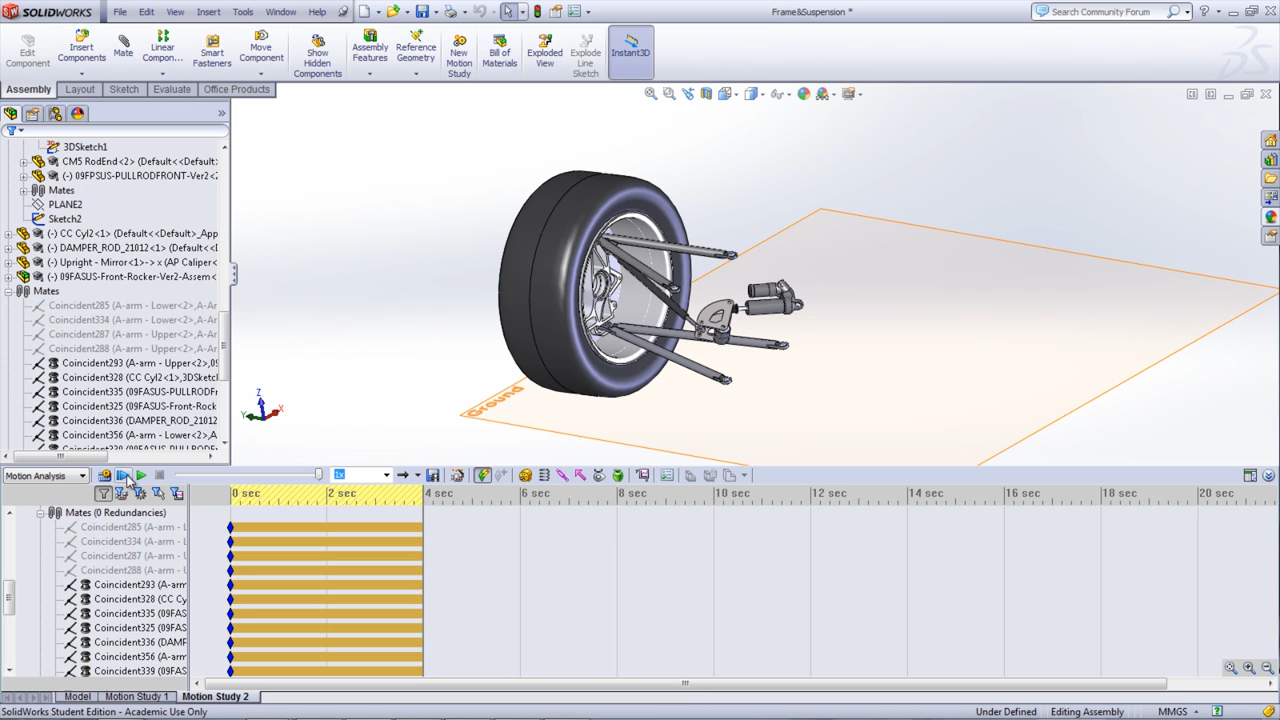 SOLIDWORKS File Edit View Insert Tools Window Help Frame&Suspension * Search Community Forum
Edit Component
Insert Components
Mate
Linear Compon...
Smart Fasteners
Move Component
Show Hidden Components
Assembly Features
Reference Geometry
New Motion Study
Bill of Materials
Exploded View
Explode Line Sketch
Instant3D
Assembly Layout Sketch Evaluate Office Products
3DSketch1
CM5 RodEnd<2> (Default<<Default:
(-) 09FPSUS-PULLRODFRONT-Ver2<2
Mates
PLANE2
Sketch2
(-) CC Cyl2<1> (Default<<Default>_App
(-) DAMPER_ROD_21012<1> (Default<
(-) Upright - Mirror<1>-> x (AP Caliper
(-) 09FASUS-Front-Rocker-Ver2-Assem<
Mates
Coincident285 (A-arm - Lower<2>,A-Ar
Coincident334 (A-arm - Lower<2>,A-ar
Coincident287 (A-arm - Upper<2>,A-ar
Coincident288 (A-arm - Upper<2>,A-ar
Coincident293 (A-arm - Upper<2>,09
Coincident328 (CC Cyl2<1>,3DSketch
Coincident335 (09FASUS-PULLRODFr
Coincident325 (09FASUS-Front-Rock
Coincident336 (DAMPER_ROD_21012
Coincident356 (A-arm - Lower<2>,A
Ground
Z
Y
X
Motion Analysis 1x
0 sec 2 sec 4 sec 6 sec 8 sec 10 sec 12 sec 14 sec 16 sec 18 sec 20 sec
Mates (0 Redundancies)
Coincident285 (A-arm - L
Coincident334 (A-arm - L
Coincident287 (A-arm - U
Coincident288 (A-arm - U
Coincident293 (A-arm
Coincident328 (CC Cy
Coincident335 (09FAS
Coincident325 (09FAS
Coincident336 (DAMP
Coincident356 (A-arm
Coincident339 (09FAS
Model Motion Study 1 Motion Study 2
SolidWorks Student Edition - Academic Use Only Under Defined Editing Assembly MMGS